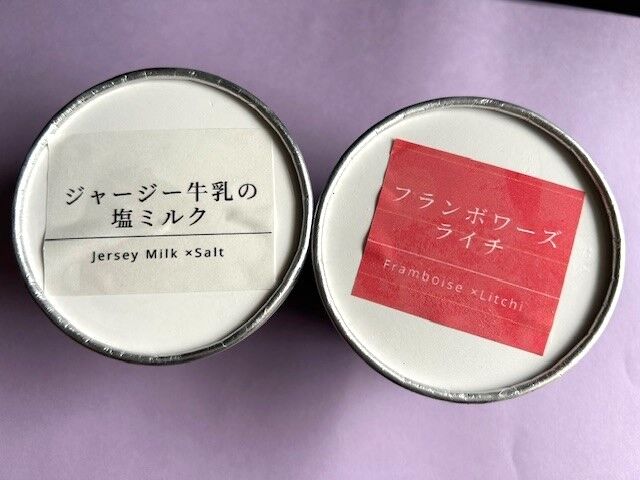 ジャージー牛乳の
塩ミルク
Jersey Milk ×Salt
フランボワーズ
ライチ
Framboise ×Litchi